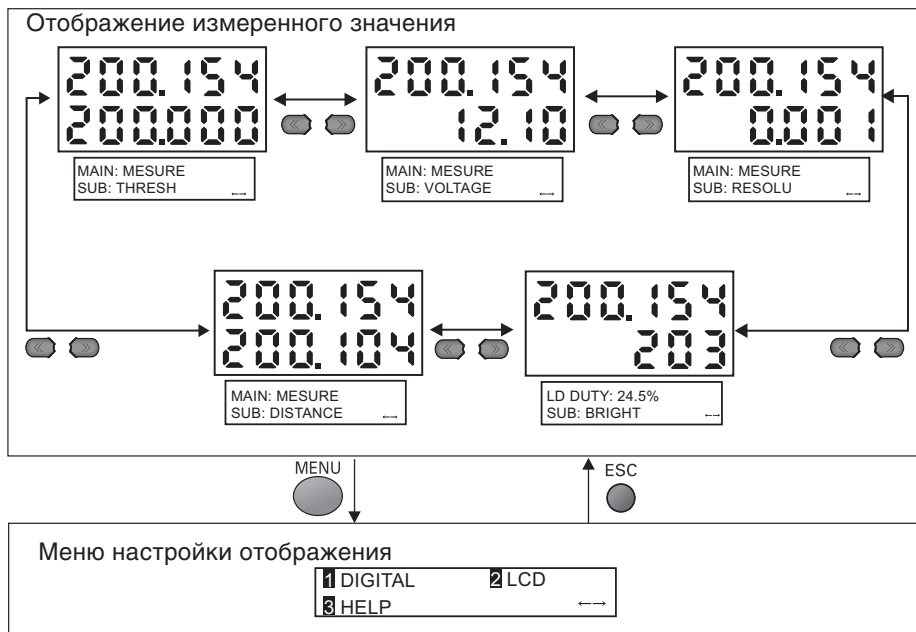 Отображение измеренного значения
200.154
200.000
MAIN: MESURE
SUB: THRESH ←→
200.154
12.10
MAIN: MESURE
SUB: VOLTAGE ←→
200.154
0.001
MAIN: MESURE
SUB: RESOLU ←→
200.154
200.104
MAIN: MESURE
SUB: DISTANCE ←→
200.154
203
LD DUTY: 24.5%
SUB: BRIGHT ←→
MENU
ESC
Меню настройки отображения
1 DIGITAL 2 LCD
3 HELP ←→